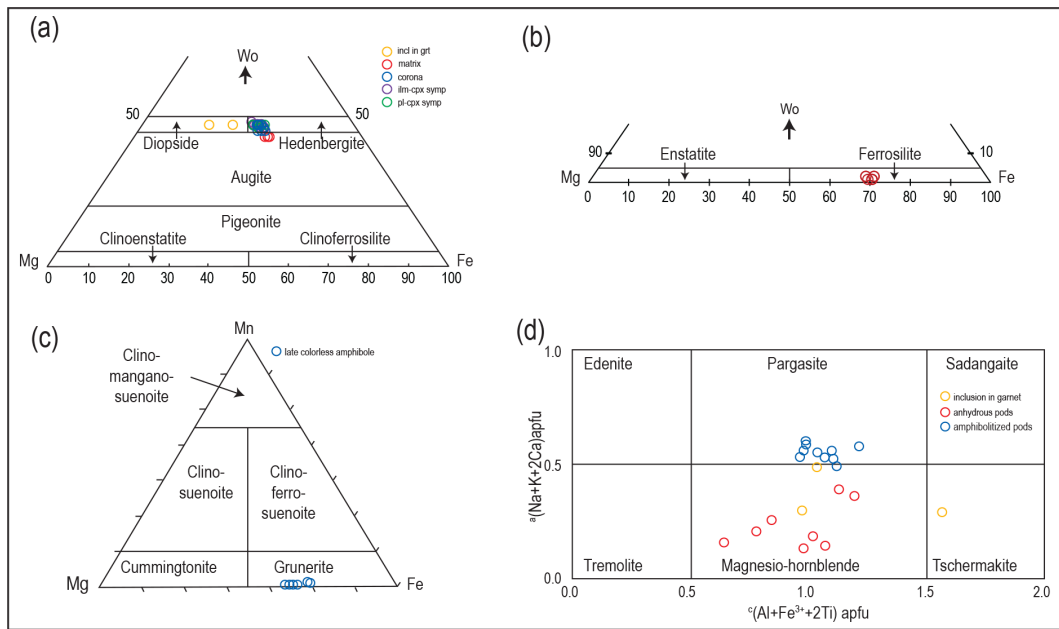 (a)
Wo
incl in grt
matrix
corona
ilm-cpx symp
pl-cpx symp
50
50
Diopside
Hedenbergite
Augite
Pigeonite
Clinoenstatite
Clinoferrosilite
Mg
Fe
0 10 20 30 40 50 60 70 80 90 100
(b)
Wo
90
10
Enstatite
Ferrosilite
Mg
Fe
0 10 20 30 40 50 60 70 80 90 100
(c)
Mn
late colorless amphibole
Clino-
mangano-
suenoite
Clino-
suenoite
Clino-
ferro-
suenoite
Cummingtonite
Grunerite
Mg
Fe
(d)
1.0
Edenite
Pargasite
Sadangaite
inclusion in garnet
anhydrous pods
amphibolitized pods
ᵃ(Na+K+2Ca)apfu
0.5
0.0
Tremolite
Magnesio-hornblende
Tschermakite
0.0 0.5 1.0 1.5 2.0
ᶜ(Al+Fe³⁺+2Ti) apfu